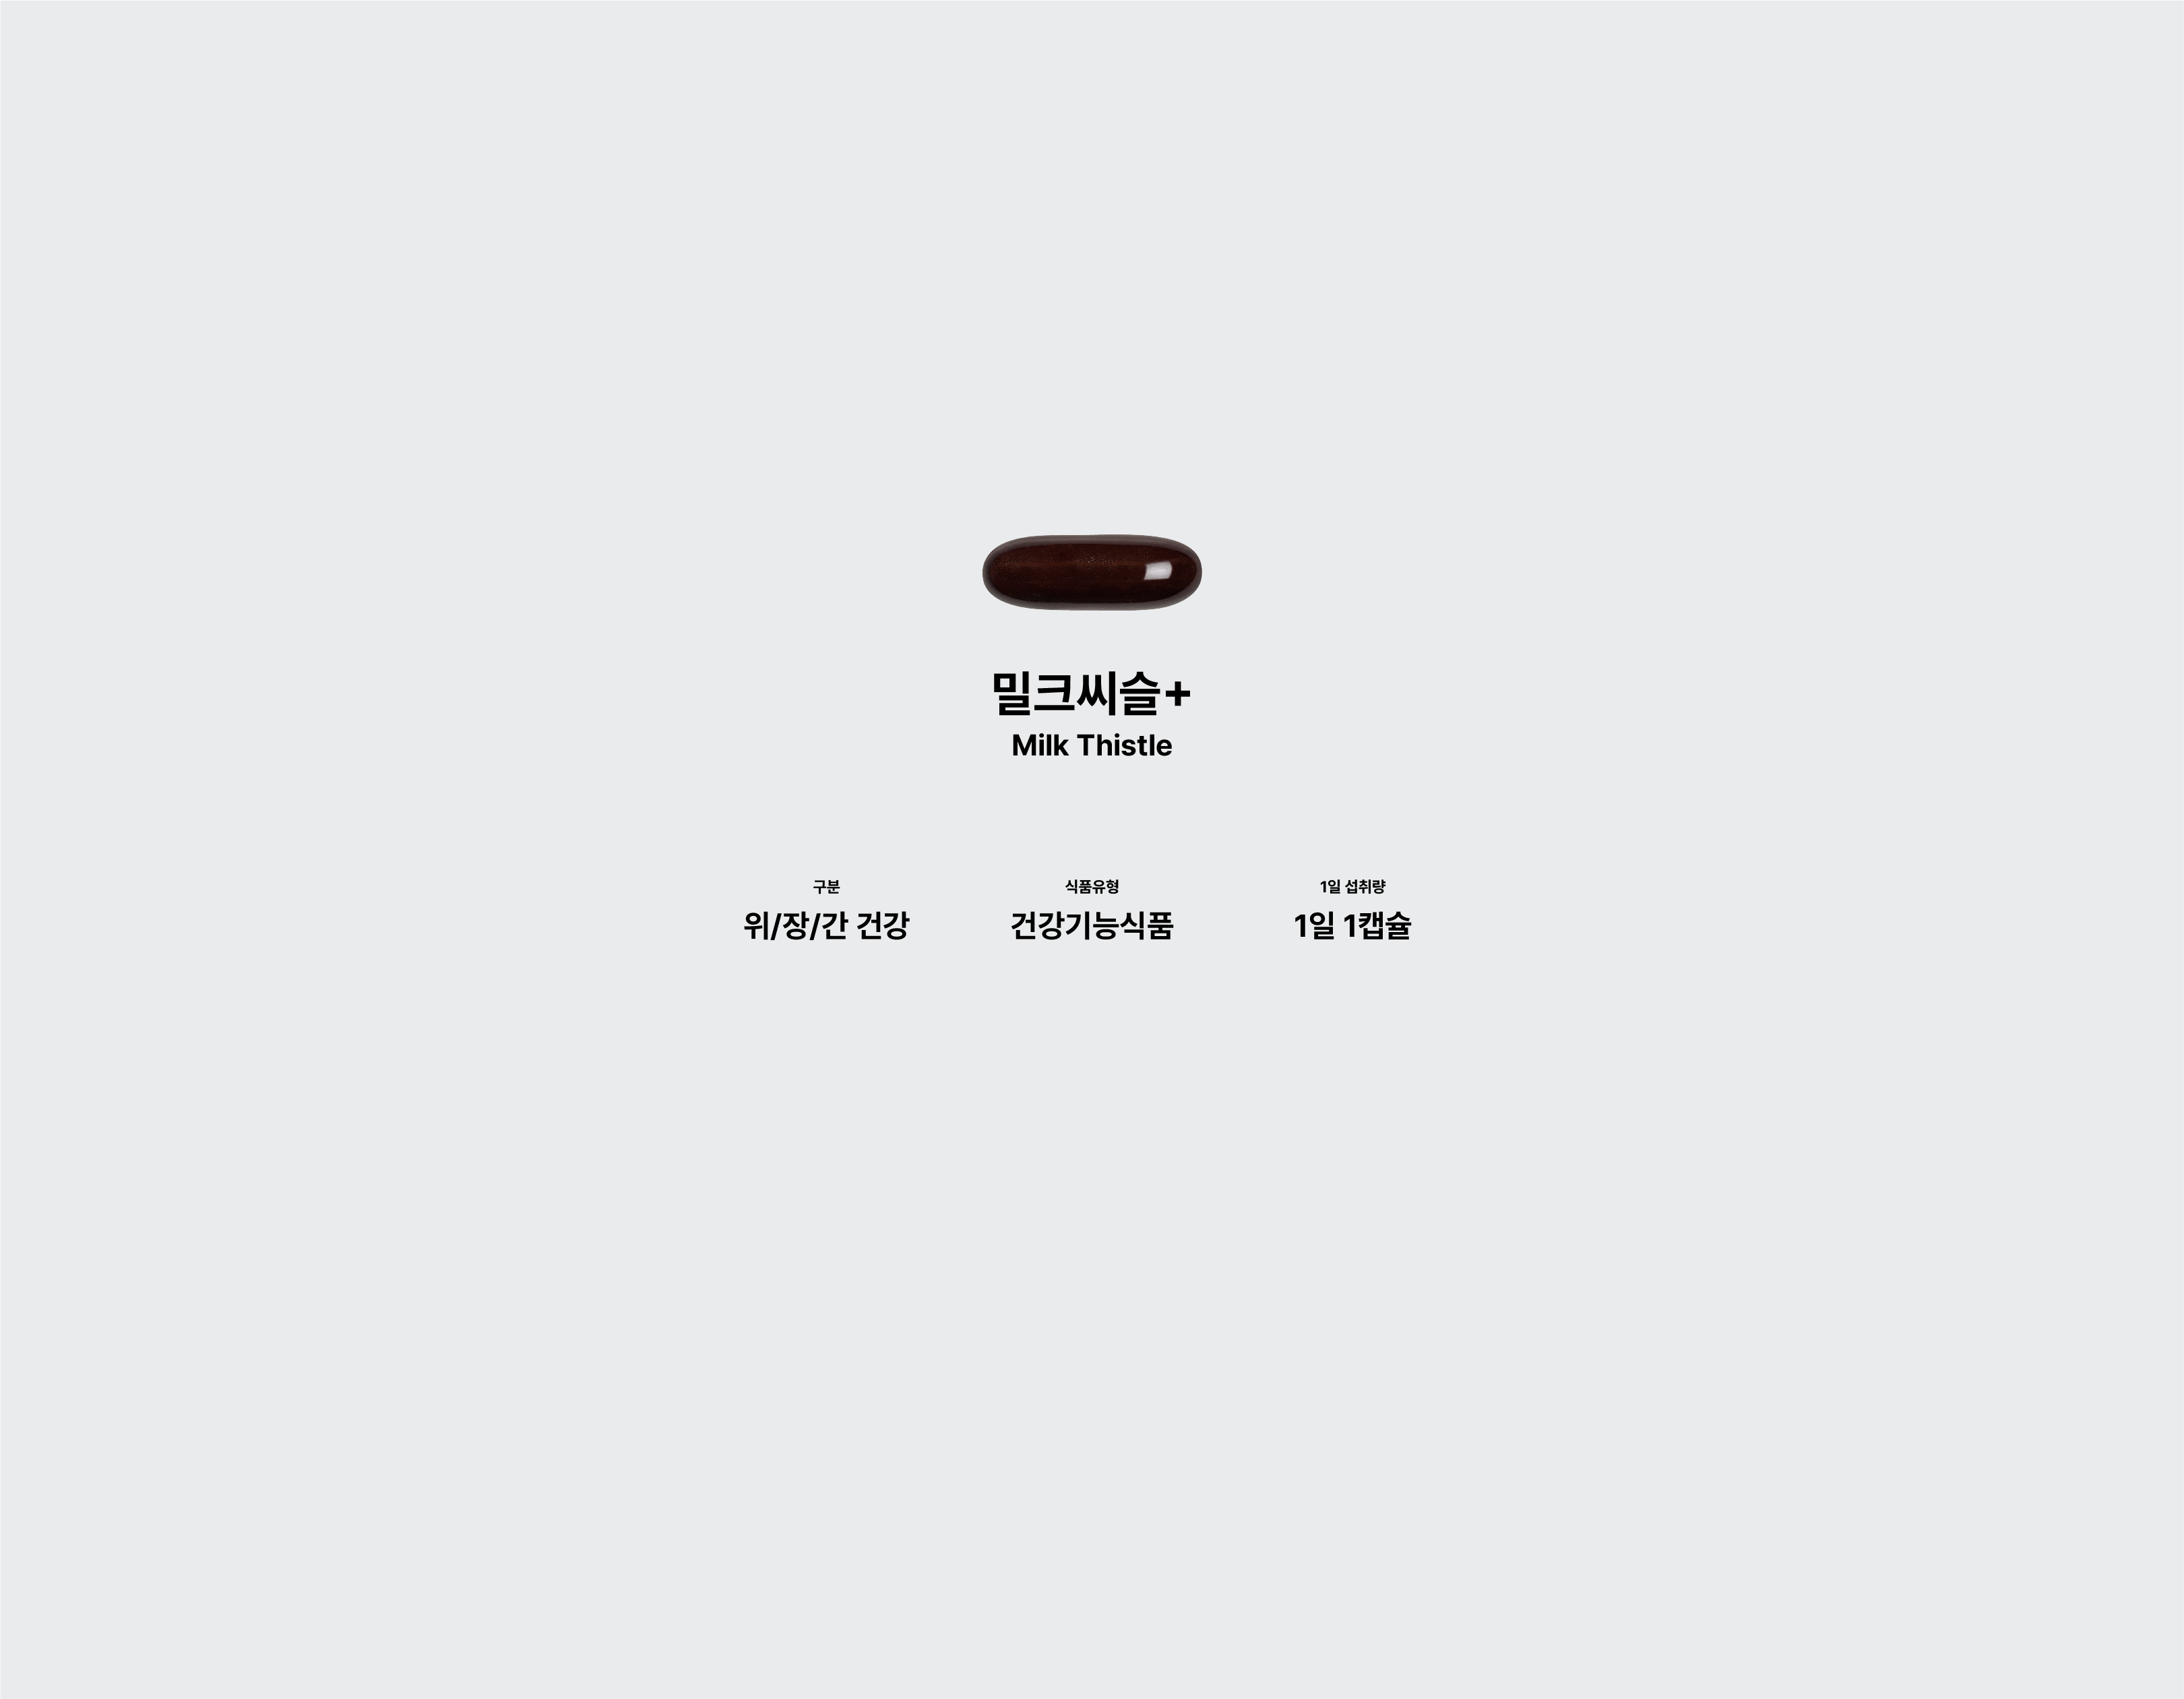 밀크씨슬+
Milk Thistle
구분
위/장/간 건강
식품유형
건강기능식품
1일 섭취량
1일 1캡슐